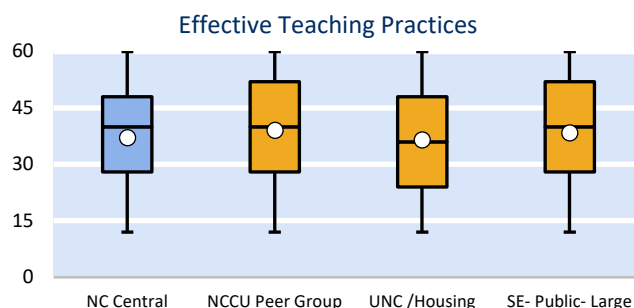 Effective Teaching Practices
60
45
30
15
0
NC Central NCCU Peer Group UNC /Housing SE- Public- Large